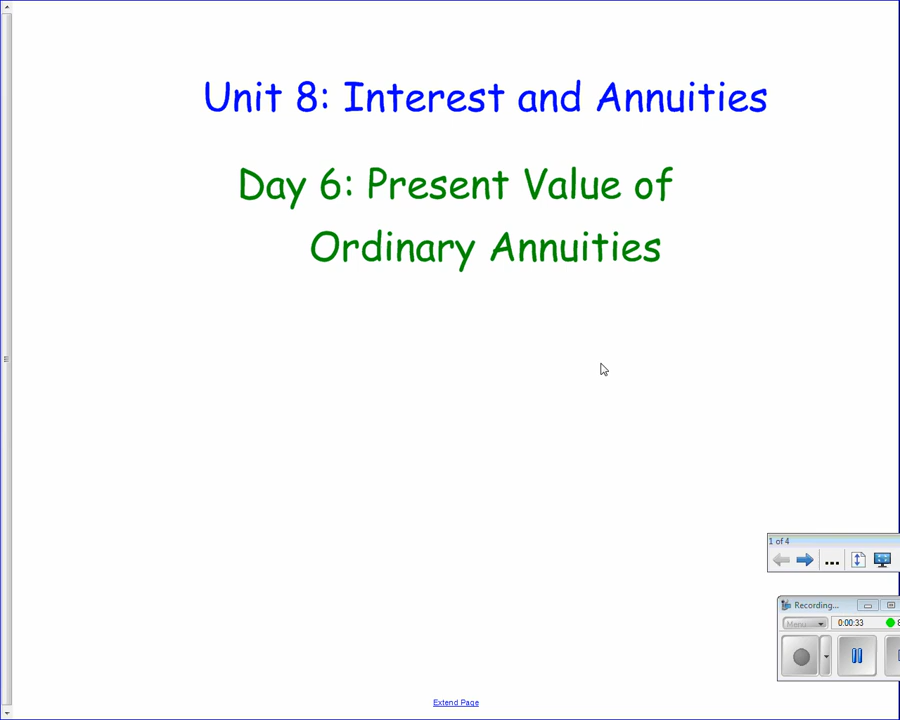 Unit 8: Interest and Annuities
Day 6: Present Value of
Ordinary Annuities
1 of 4
...
Recording...
Menu
0:00:33
Extend Page